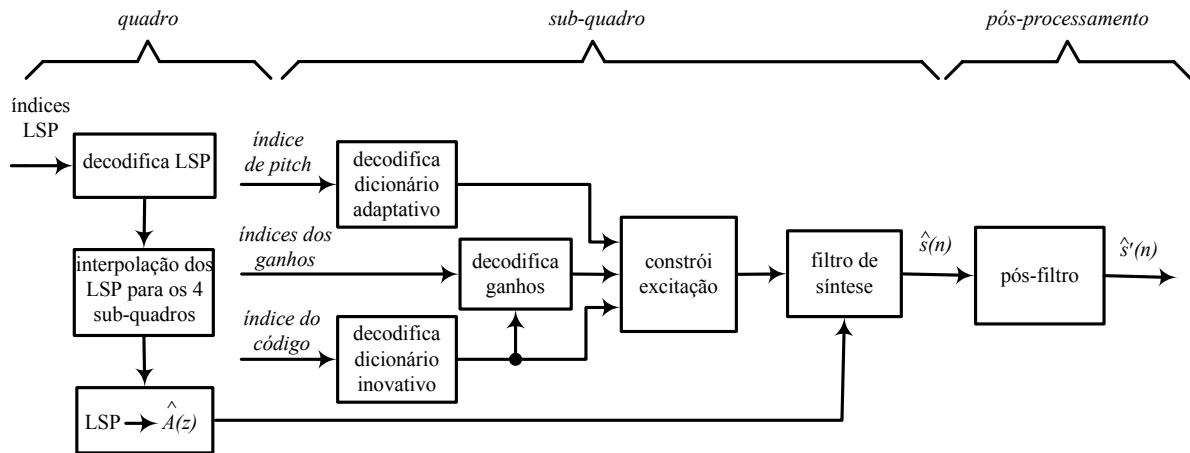 quadro
sub-quadro
pós-processamento
índices
LSP
decodifica LSP
interpolação dos
LSP para os 4
sub-quadros
LSP Â(z)
índice
de pitch
decodifica
dicionário
adaptativo
índices dos
ganhos
decodifica
ganhos
índice do
código
decodifica
dicionário
inovativo
constrói
excitação
filtro de
síntese
ŝ(n)
pós-filtro
ŝ'(n)